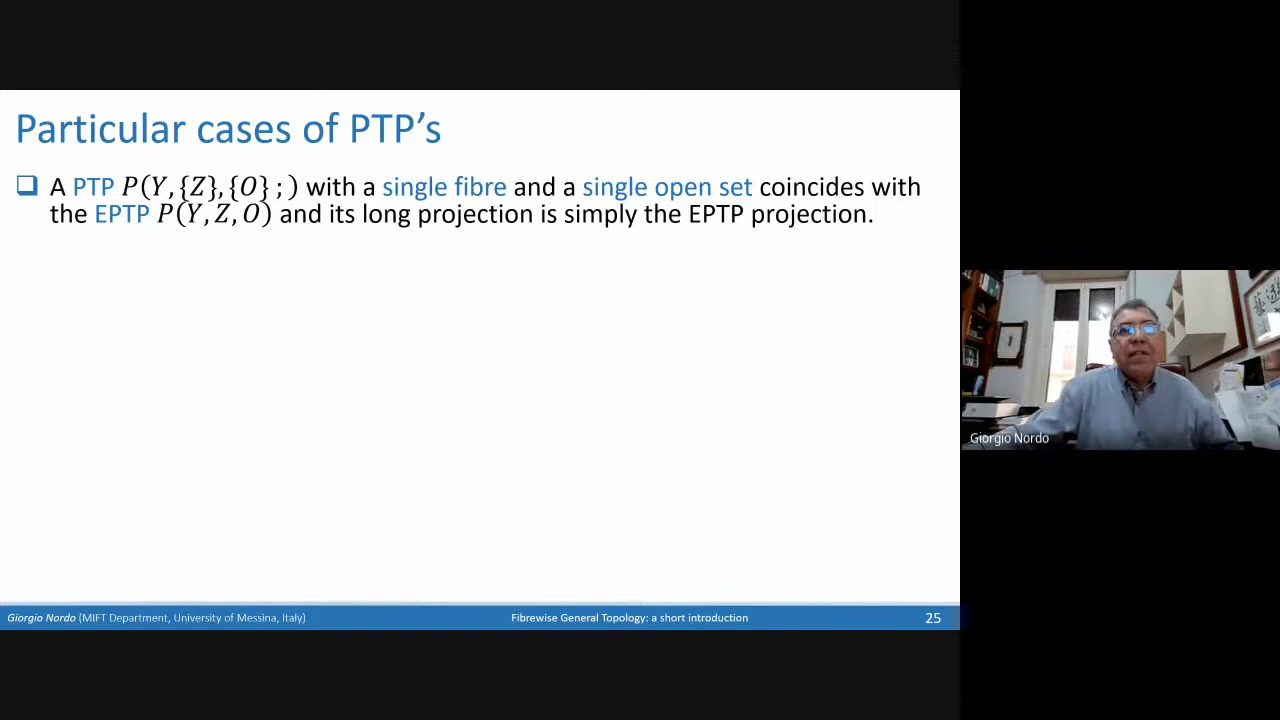 Particular cases of PTP's
❑ A PTP P(Y, {Z}, {O} ; ) with a single fibre and a single open set coincides with
the EPTP P(Y, Z, O) and its long projection is simply the EPTP projection.
Giorgio Nordo
Giorgio Nordo (MIFT Department, University of Messina, Italy) Fibrewise General Topology: a short introduction 25